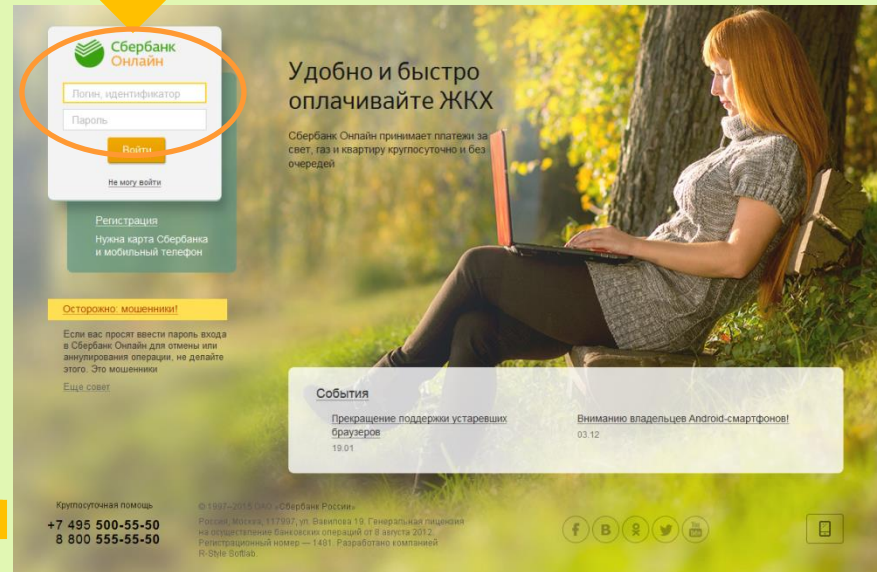 Сбербанк
Онлайн
Логин, идентификатор
Пароль
Войти
Не могу войти
Регистрация
Нужна карта Сбербанка
и мобильный телефон
Удобно и быстро
оплачивайте ЖКХ
Сбербанк Онлайн принимает платежи за
свет, газ и квартиру круглосуточно и без
очередей
Осторожно: мошенники!
Если вас просят ввести пароль входа
в Сбербанк Онлайн для отмены или
аннулирования операции, не делайте
этого. Это мошенники
Еще совет
События
Прекращение поддержки устаревших
браузеров
19.01
Вниманию владельцев Android-смартфонов!
03.12
Круглосуточная помощь
+7 495 500-55-50
8 800 555-55-50
© 1997–2015 ОАО «Сбербанк России»
Россия, Москва, 117997, ул. Вавилова 19. Генеральная лицензия
на осуществление банковских операций от 8 августа 2012.
Регистрационный номер — 1481. Разработано компанией
R-Style Softlab.